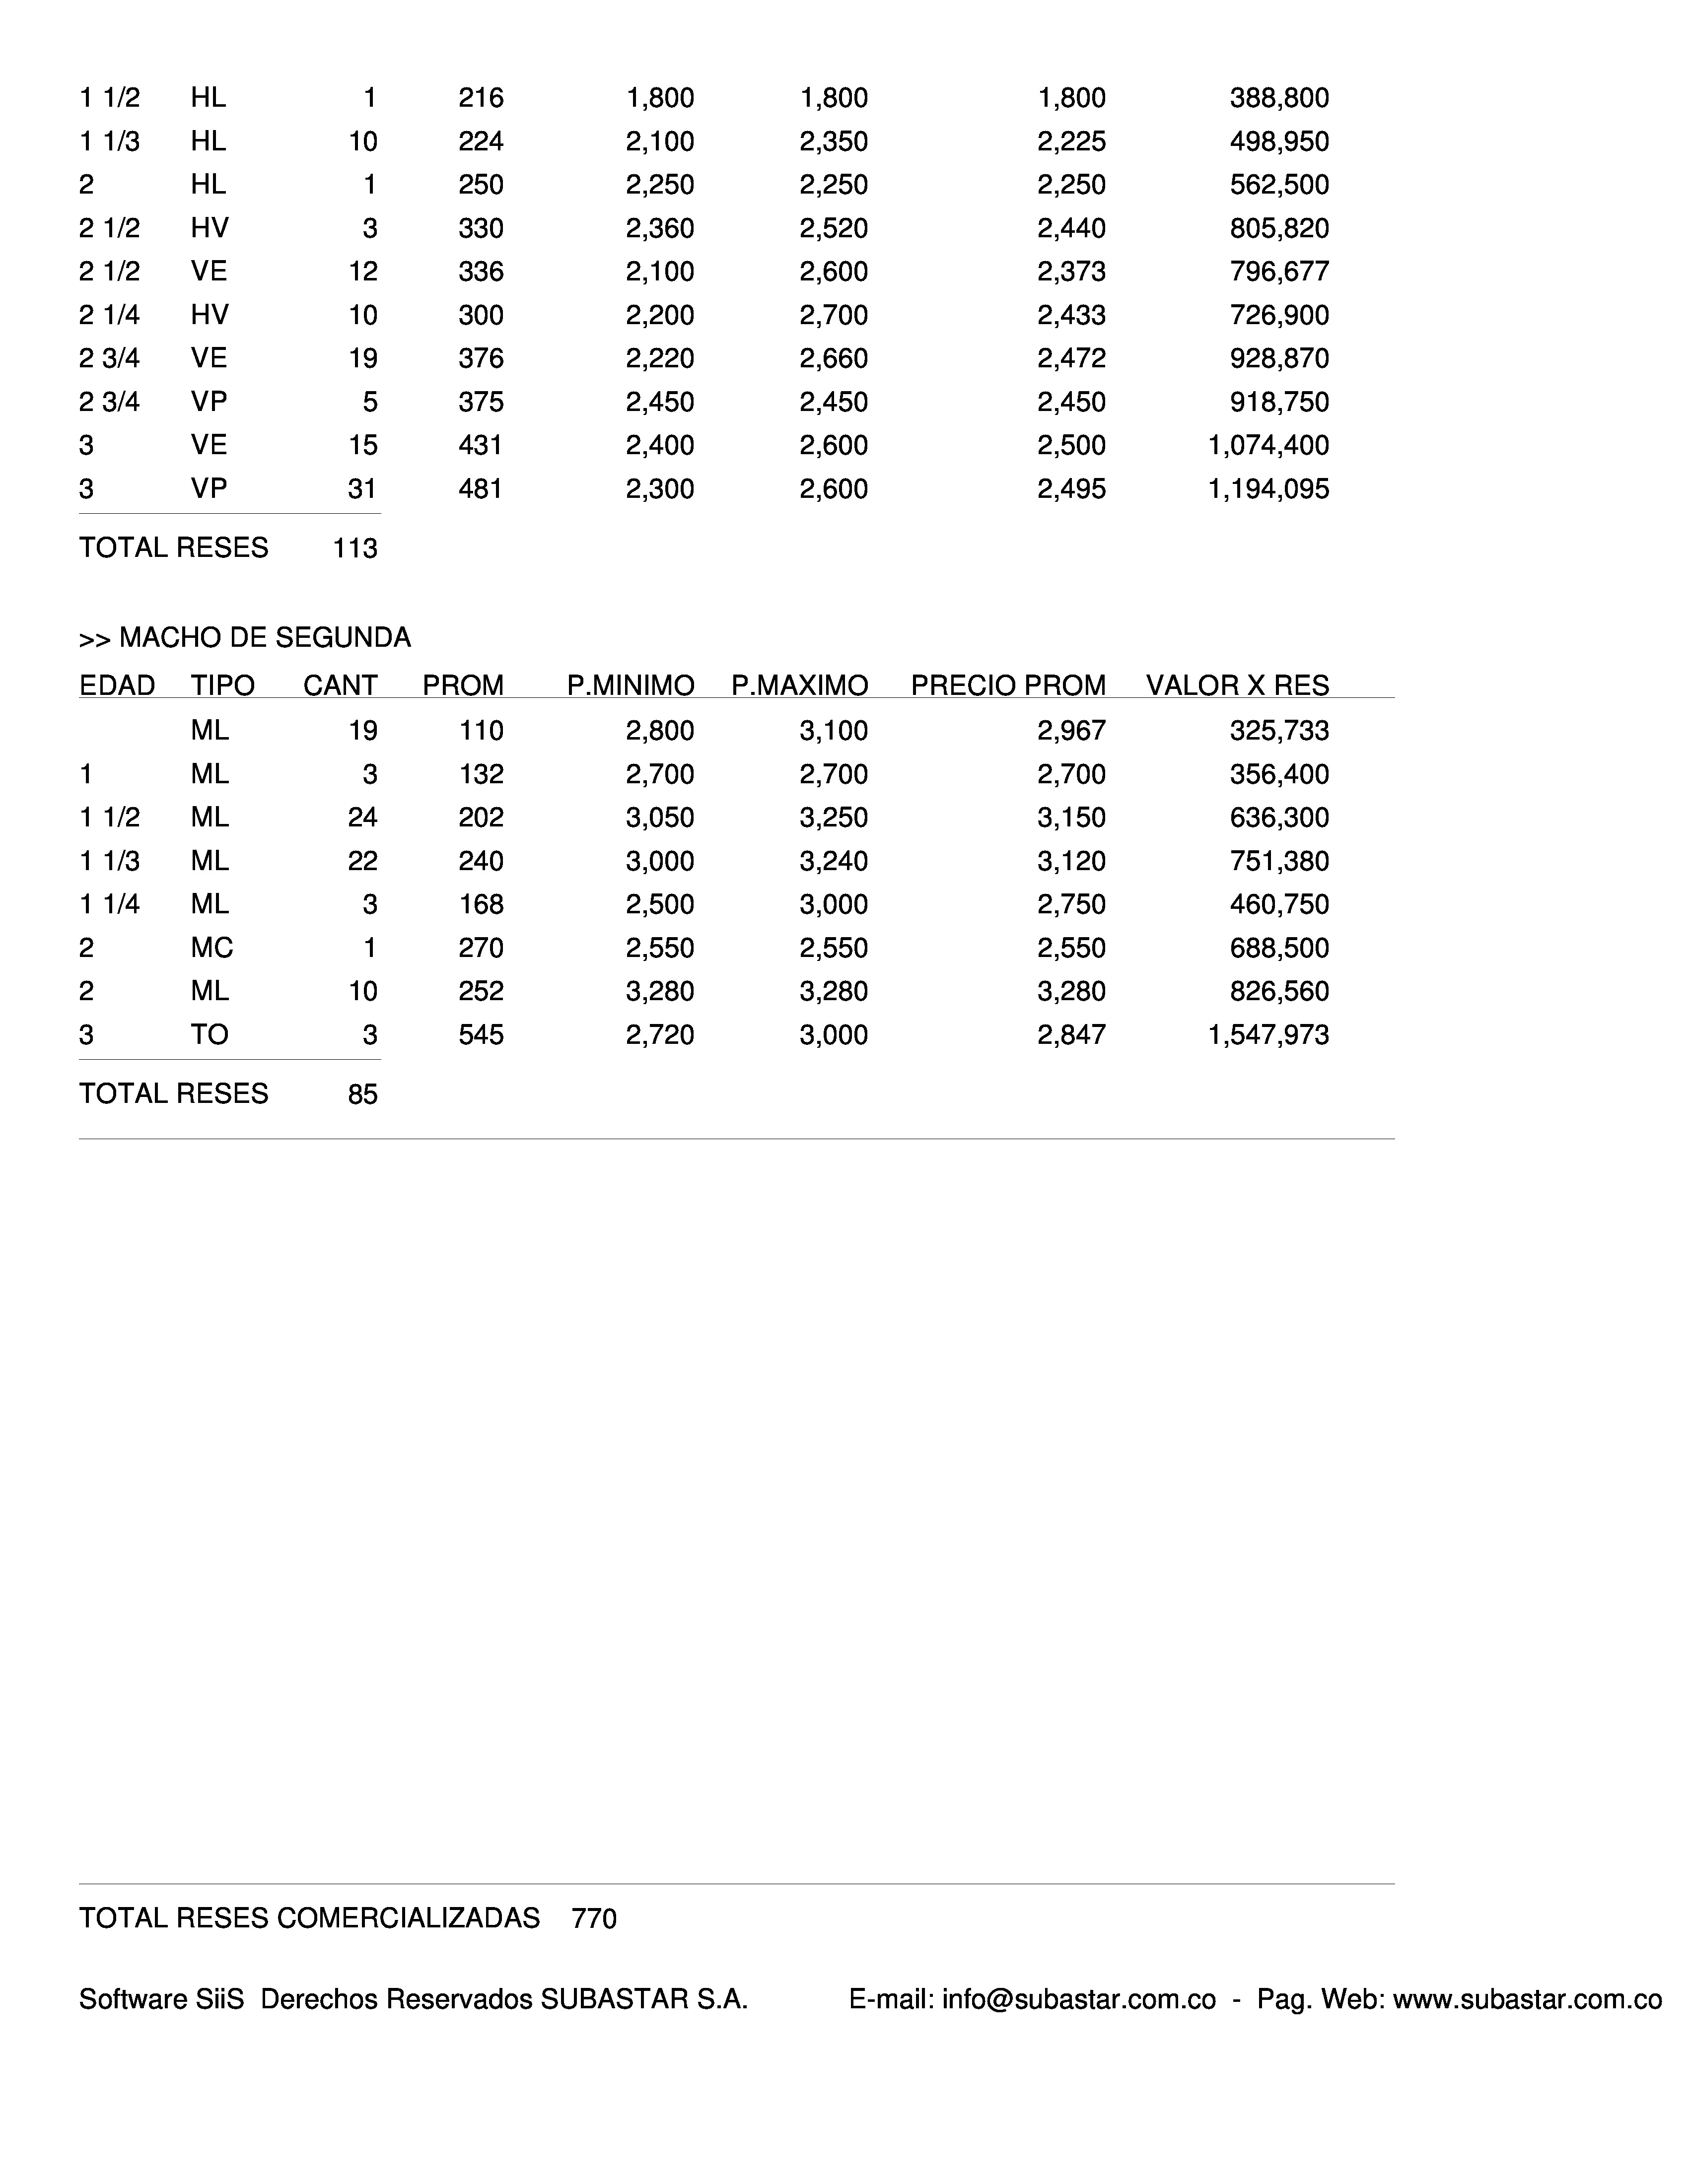 1 1/2 HL 1 216 1,800 1,800 1,800 388,800
1 1/3 HL 10 224 2,100 2,350 2,225 498,950
2 HL 1 250 2,250 2,250 2,250 562,500
2 1/2 HV 3 330 2,360 2,520 2,440 805,820
2 1/2 VE 12 336 2,100 2,600 2,373 796,677
2 1/4 HV 10 300 2,200 2,700 2,433 726,900
2 3/4 VE 19 376 2,220 2,660 2,472 928,870
2 3/4 VP 5 375 2,450 2,450 2,450 918,750
3 VE 15 431 2,400 2,600 2,500 1,074,400
3 VP 31 481 2,300 2,600 2,495 1,194,095
TOTAL RESES 113
>> MACHO DE SEGUNDA
EDAD TIPO CANT PROM P.MINIMO P.MAXIMO PRECIO PROM VALOR X RES
ML 19 110 2,800 3,100 2,967 325,733
1 ML 3 132 2,700 2,700 2,700 356,400
1 1/2 ML 24 202 3,050 3,250 3,150 636,300
1 1/3 ML 22 240 3,000 3,240 3,120 751,380
1 1/4 ML 3 168 2,500 3,000 2,750 460,750
2 MC 1 270 2,550 2,550 2,550 688,500
2 ML 10 252 3,280 3,280 3,280 826,560
3 TO 3 545 2,720 3,000 2,847 1,547,973
TOTAL RESES 85
TOTAL RESES COMERCIALIZADAS 770
Software SiiS Derechos Reservados SUBASTAR S.A. E-mail: info@subastar.com.co - Pag. Web: www.subastar.com.co